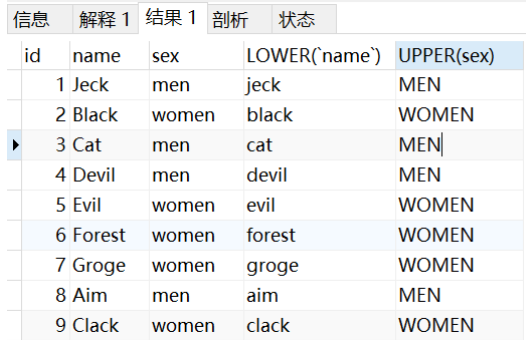 信息 解释 1 结果 1 剖析 状态
id name sex LOWER(`name`) UPPER(sex)
1 Jeck men jeck MEN
2 Black women black WOMEN
3 Cat men cat MEN
4 Devil men devil MEN
5 Evil women evil WOMEN
6 Forest women forest WOMEN
7 Groge women groge WOMEN
8 Aim men aim MEN
9 Clack women clack WOMEN